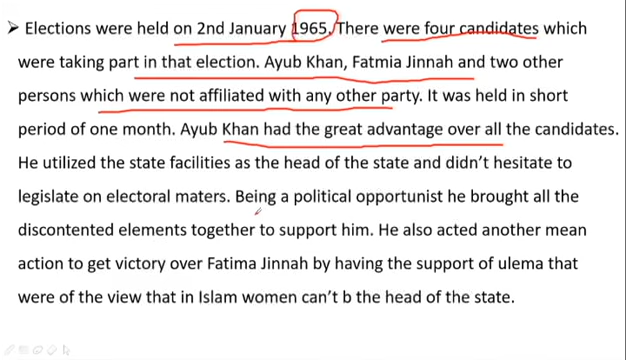 ➤ Elections were held on 2nd January 1965. There were four candidates which
were taking part in that election. Ayub Khan, Fatmia Jinnah and two other
persons which were not affiliated with any other party. It was held in short
period of one month. Ayub Khan had the great advantage over all the candidates.
He utilized the state facilities as the head of the state and didn't hesitate to
legislate on electoral maters. Being a political opportunist he brought all the
discontented elements together to support him. He also acted another mean
action to get victory over Fatima Jinnah by having the support of ulema that
were of the view that in Islam women can't b the head of the state.